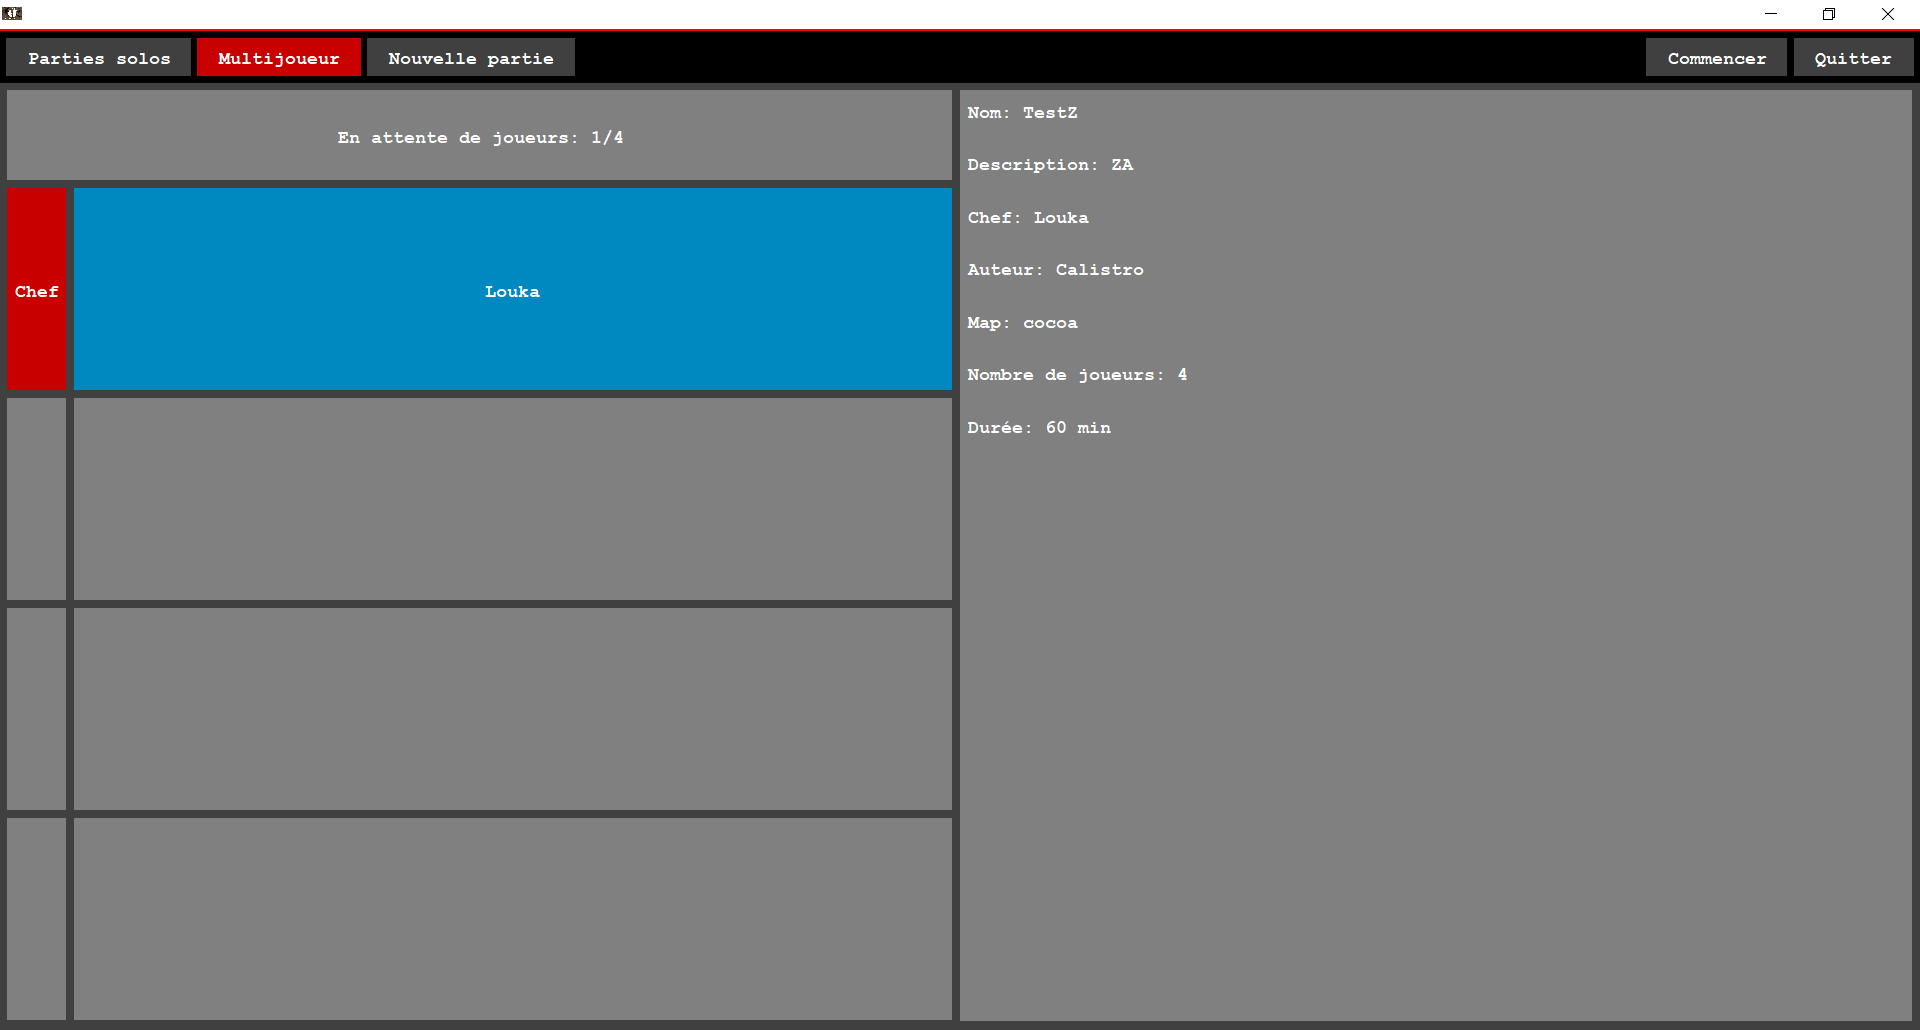 Parties solos
Multijoueur
Nouvelle partie
Commencer
Quitter
En attente de joueurs: 1/4
Chef
Louka
Nom: TestZ
Description: ZA
Chef: Louka
Auteur: Calistro
Map: cocoa
Nombre de joueurs: 4
Durée: 60 min